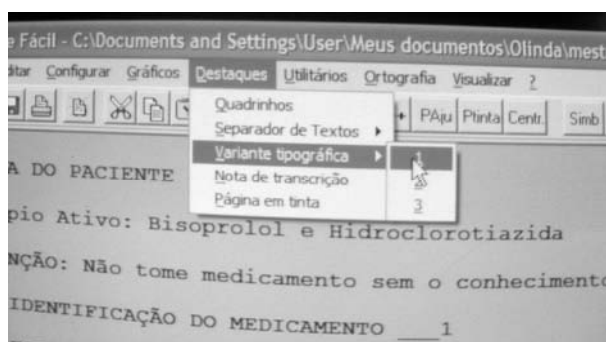 e Fácil - C:\Documents and Settings\User\Meus documentos\Olinda\mest
ditar Configurar Gráficos Destaques Utilitários Ortografia Visualizar ?
PAju Ptinta Centr. Simb
Quadrinhos
Separador de Textos
Variante tipográfica 1
Nota de transcrição
Página em tinta 3
A DO PACIENTE
pio Ativo: Bisoprolol e Hidroclorotiazida
NÇÃO: Não tome medicamento sem o conhecimento
IDENTIFICAÇÃO DO MEDICAMENTO ___1